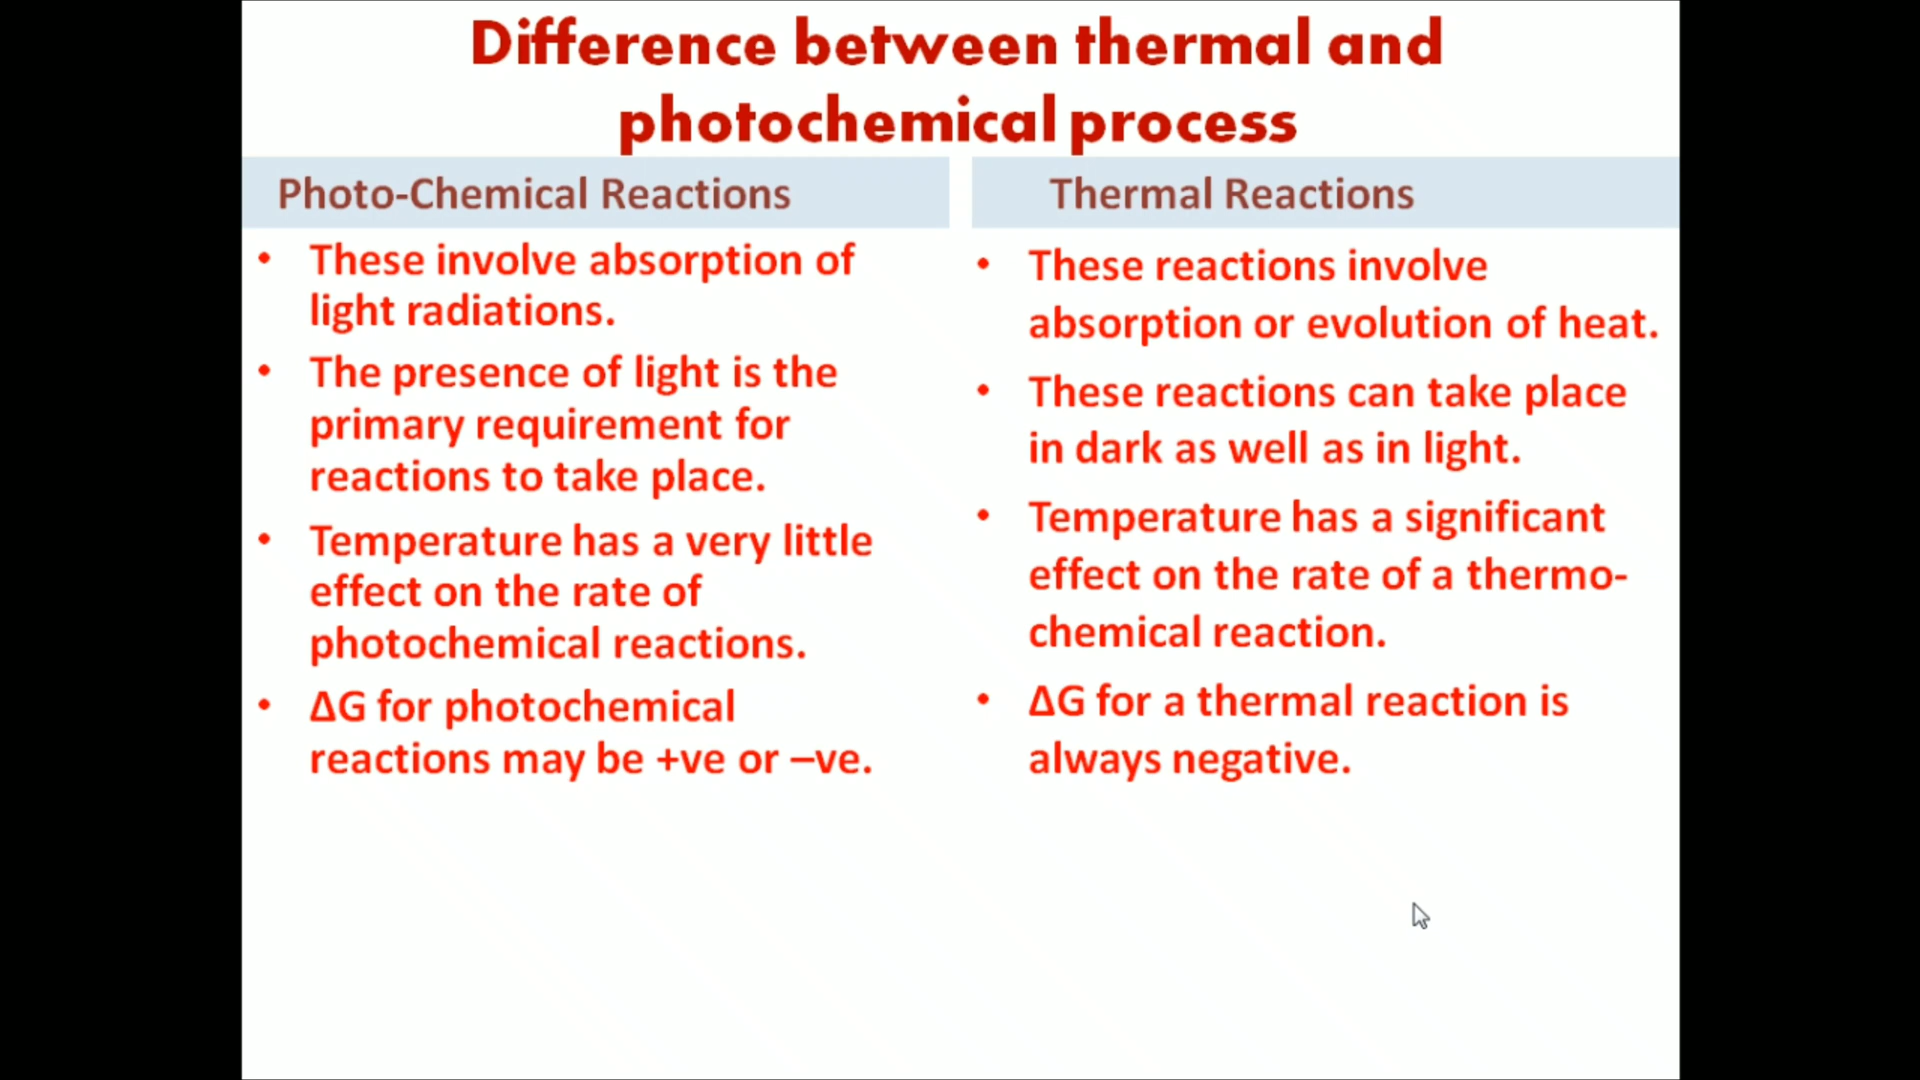 Difference between thermal and
photochemical process
Photo-Chemical Reactions
• These involve absorption of
light radiations.
• The presence of light is the
primary requirement for
reactions to take place.
• Temperature has a very little
effect on the rate of
photochemical reactions.
• ΔG for photochemical
reactions may be +ve or –ve.
Thermal Reactions
• These reactions involve
absorption or evolution of heat.
• These reactions can take place
in dark as well as in light.
• Temperature has a significant
effect on the rate of a thermo-
chemical reaction.
• ΔG for a thermal reaction is
always negative.